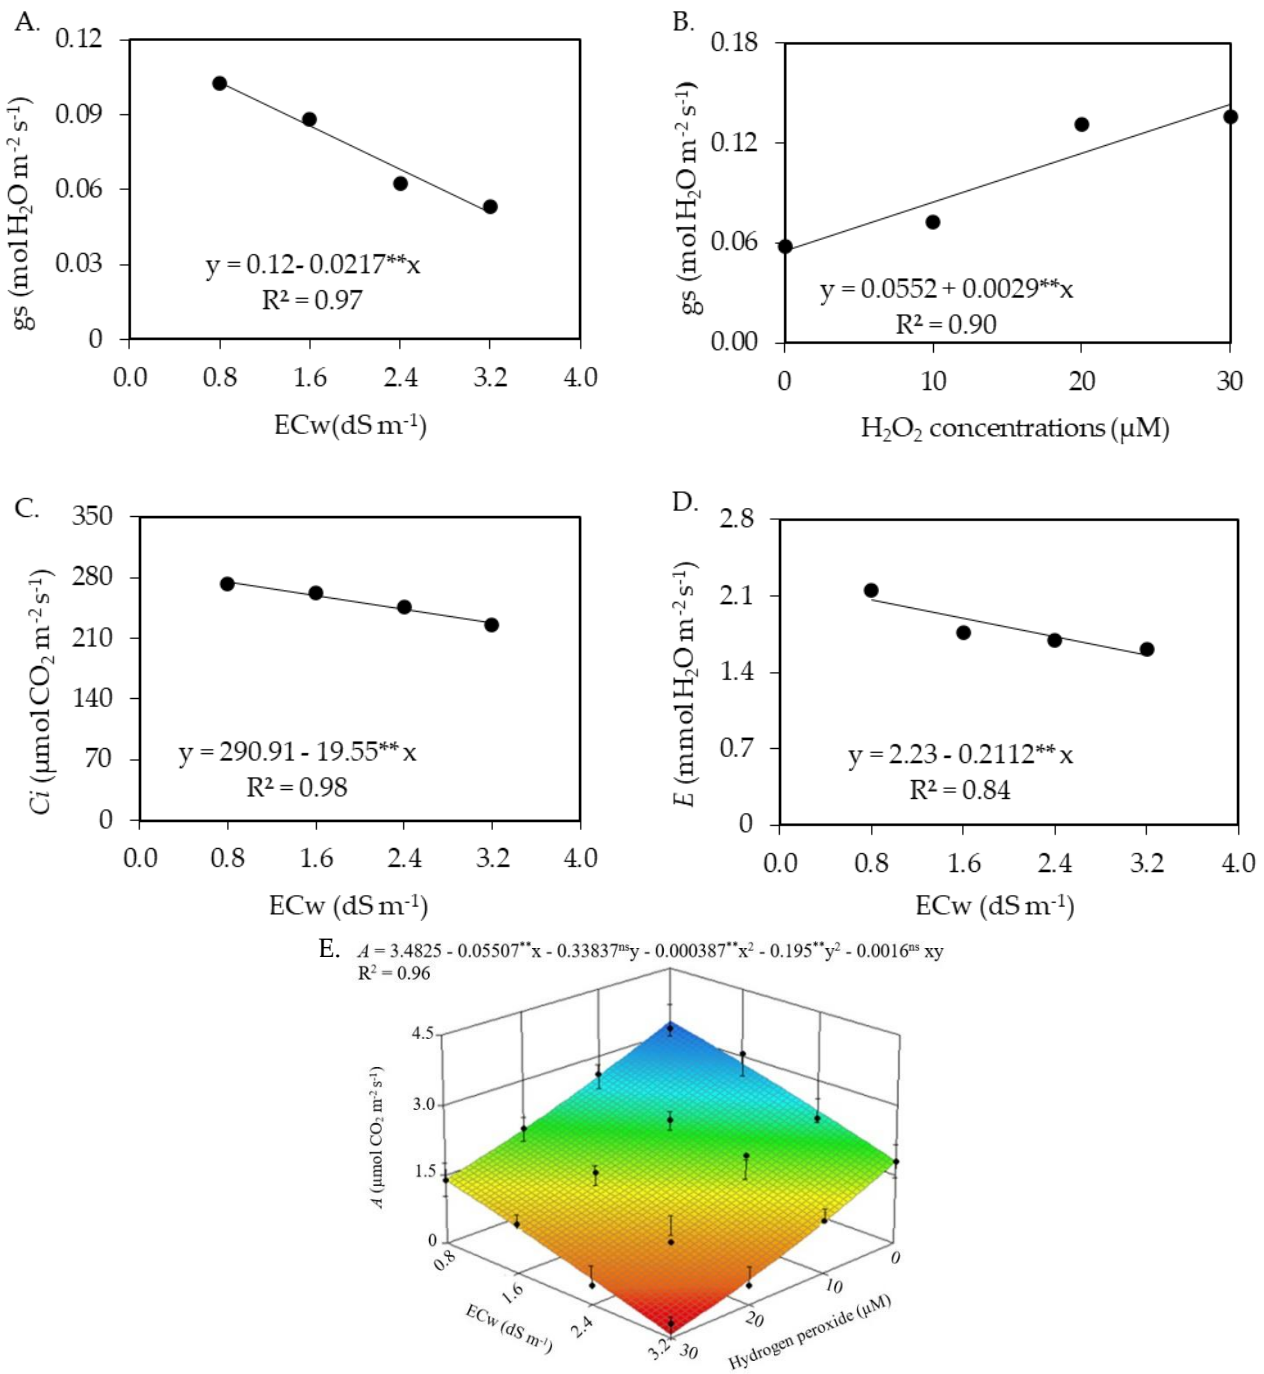 A.
0.12
0.09
0.06
0.03
0
gs (mol H₂O m⁻² s⁻¹)
y = 0.12- 0.0217**x
R² = 0.97
0.0 0.8 1.6 2.4 3.2 4.0
ECw(dS m⁻¹)
B.
0.18
0.12
0.06
0.00
gs (mol H₂O m⁻² s⁻¹)
y = 0.0552 + 0.0029**x
R² = 0.90
0 10 20 30
H₂O₂ concentrations (µM)
C.
350
280
210
140
70
0
Ci (µmol CO₂ m⁻² s⁻¹)
y = 290.91 - 19.55** x
R² = 0.98
0.0 0.8 1.6 2.4 3.2 4.0
ECw (dS m⁻¹)
D.
2.8
2.1
1.4
0.7
0
E (mmol H₂O m⁻² s⁻¹)
y = 2.23 - 0.2112** x
R² = 0.84
0.0 0.8 1.6 2.4 3.2 4.0
ECw (dS m⁻¹)
E.
A = 3.4825 - 0.05507**x - 0.33837ⁿˢy - 0.000387**x² - 0.195**y² - 0.0016ⁿˢ xy
R² = 0.96
4.5
3.0
1.5
0
A (µmol CO₂ m⁻² s⁻¹)
0.8
1.6
2.4
3.2
ECw (dS m⁻¹)
0
10
20
30
Hydrogen peroxide (µM)